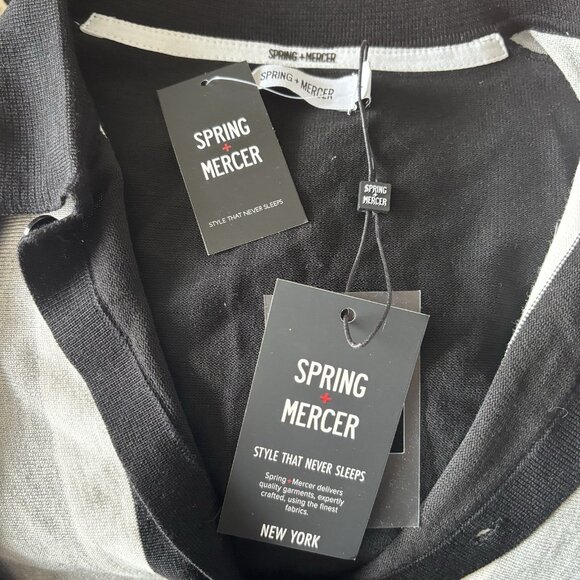 SPRING+MERCER
SPRING+MERCER
SPRING
+
MERCER
STYLE THAT NEVER SLEEPS
SPRING
+
MERCER
SPRING
+
MERCER
STYLE THAT NEVER SLEEPS
Spring+Mercer delivers
quality garments, expertly
crafted, using the finest
fabrics.
NEW YORK